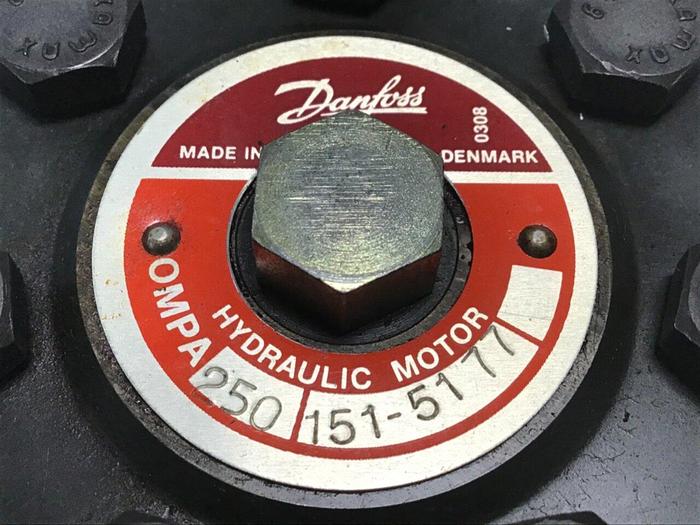 Danfoss
0308
MADE IN DENMARK
OMPA
HYDRAULIC MOTOR
250
151-5177